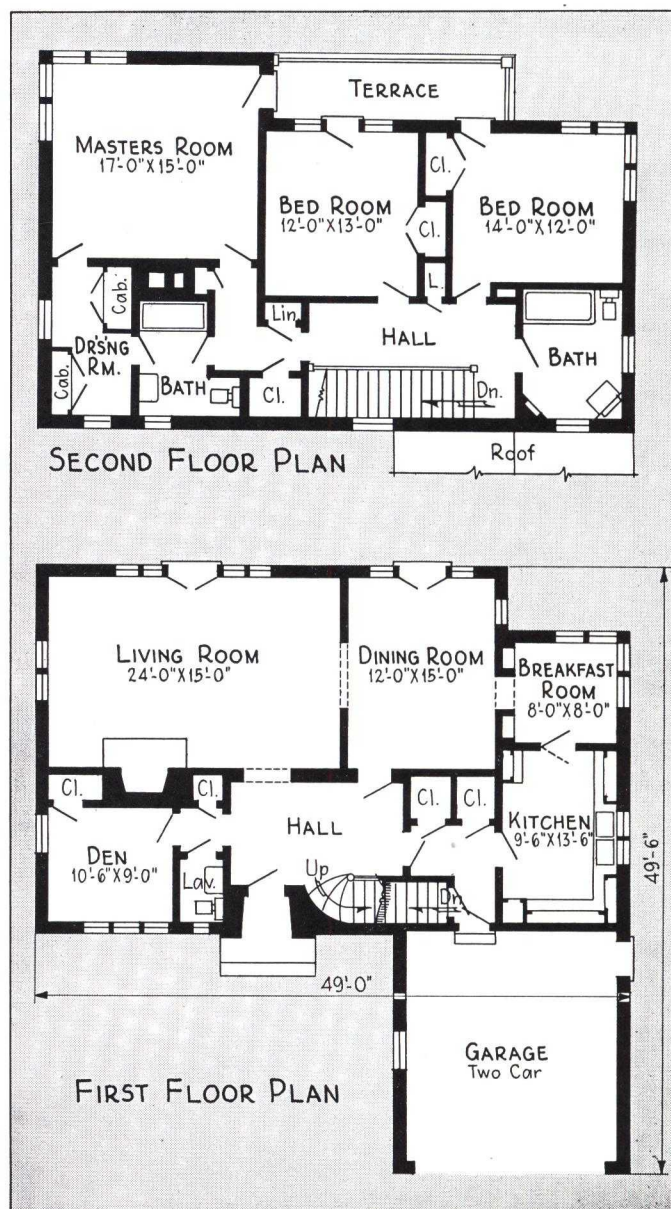 TERRACE
MASTERS ROOM
17'-0"X15'-0"
Cl.
BED ROOM
12'-0"X13'-0"
Cl.
BED ROOM
14'-0"X12'-0"
Cab.
L.
Lin.
HALL
DR'S'NG
RM.
Cab.
BATH
Cl.
Dn.
BATH
Roof
SECOND FLOOR PLAN
LIVING ROOM
24'-0"X15'-0"
DINING ROOM
12'-0"X15'-0"
BREAKFAST
ROOM
8'-0"X8'-0"
Cl.
Cl.
Cl.
Cl.
HALL
KITCHEN
9'-6"X13'-6"
DEN
10'-6"X9'-0"
Lav.
Up
Dn.
49'-6"
49'-0"
GARAGE
Two Car
FIRST FLOOR PLAN